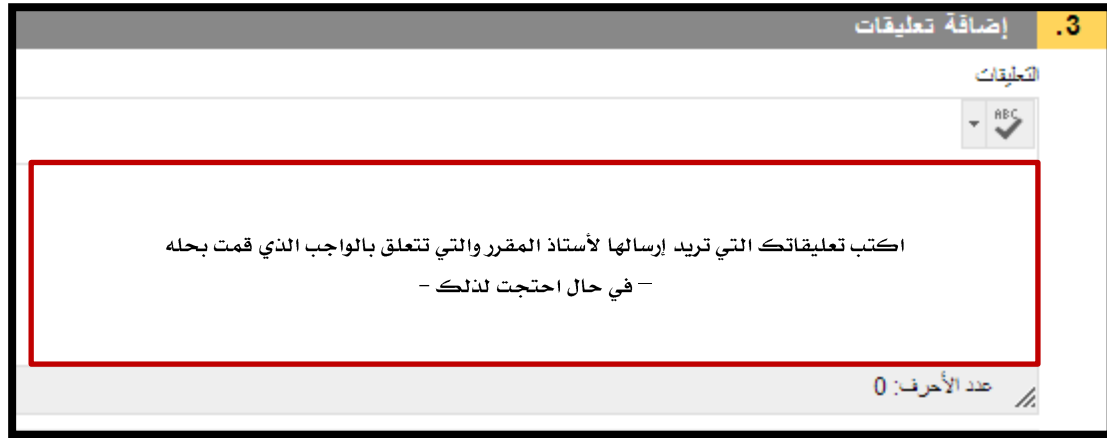 3. إضافة تعليقات
التعليقات
ABC
اكتب تعليقاتك التي تريد إرسالها لأستاذ المقرر والتي تتعلق بالواجب الذي قمت بحله
– في حال احتجت لذلك –
عدد الأحرف: 0